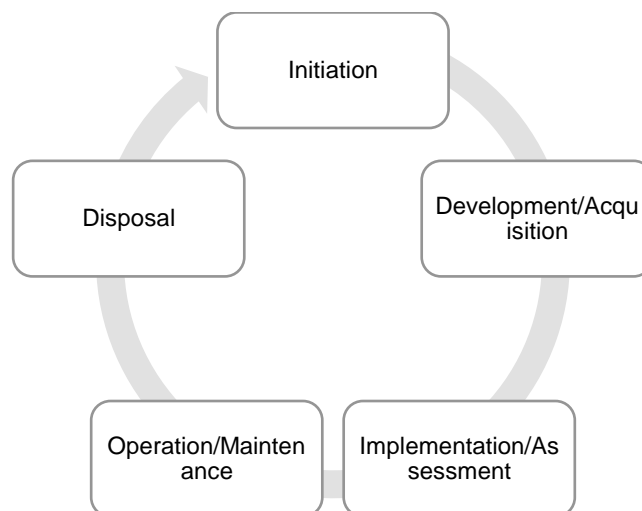 Initiation
Development/Acqu
isition
Implementation/As
sessment
Operation/Mainten
ance
Disposal